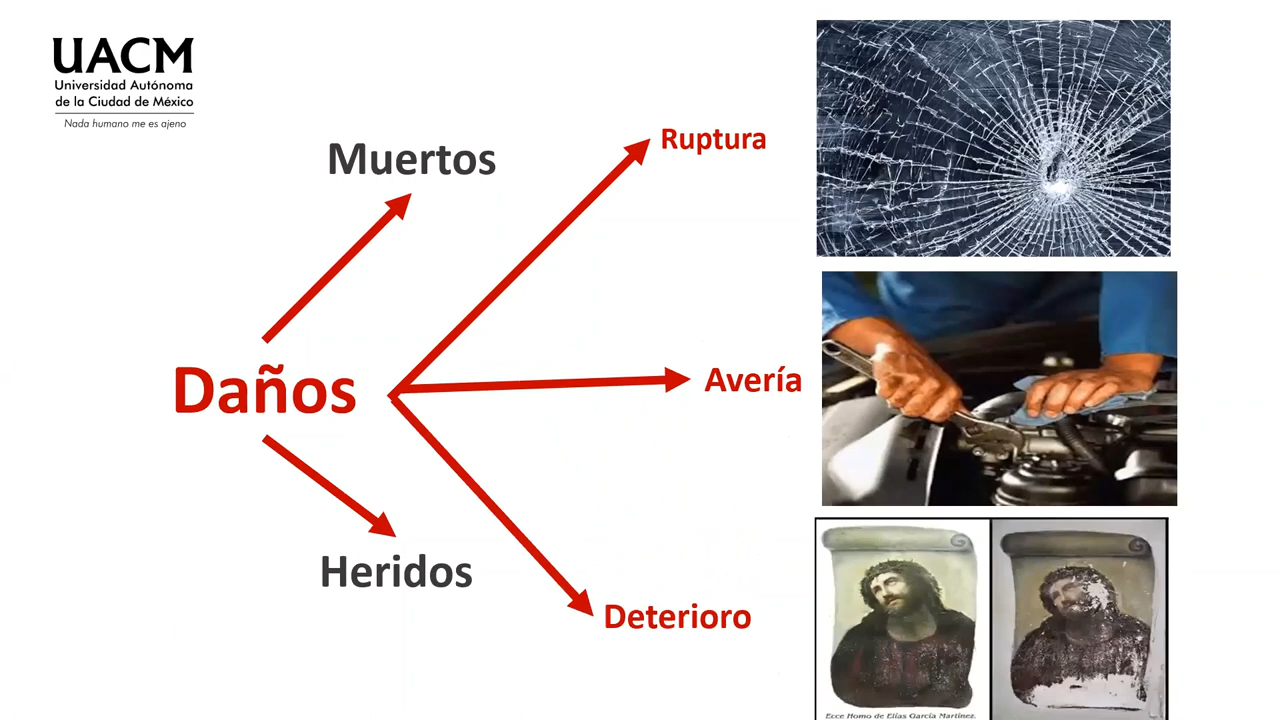 UACM
Universidad Autónoma
de la Ciudad de México
Nada humano me es ajeno
Muertos
Ruptura
Daños
Avería
Heridos
Deterioro
Ecce Homo de Elías García Martínez.